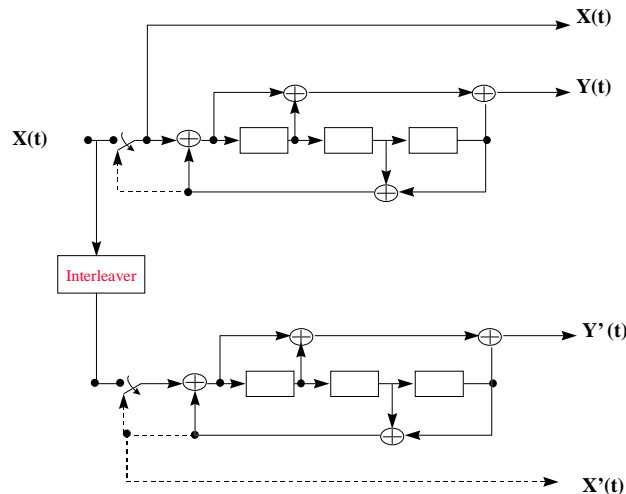 X(t)
Y(t)
X(t)
Interleaver
Y’ (t)
X’(t)